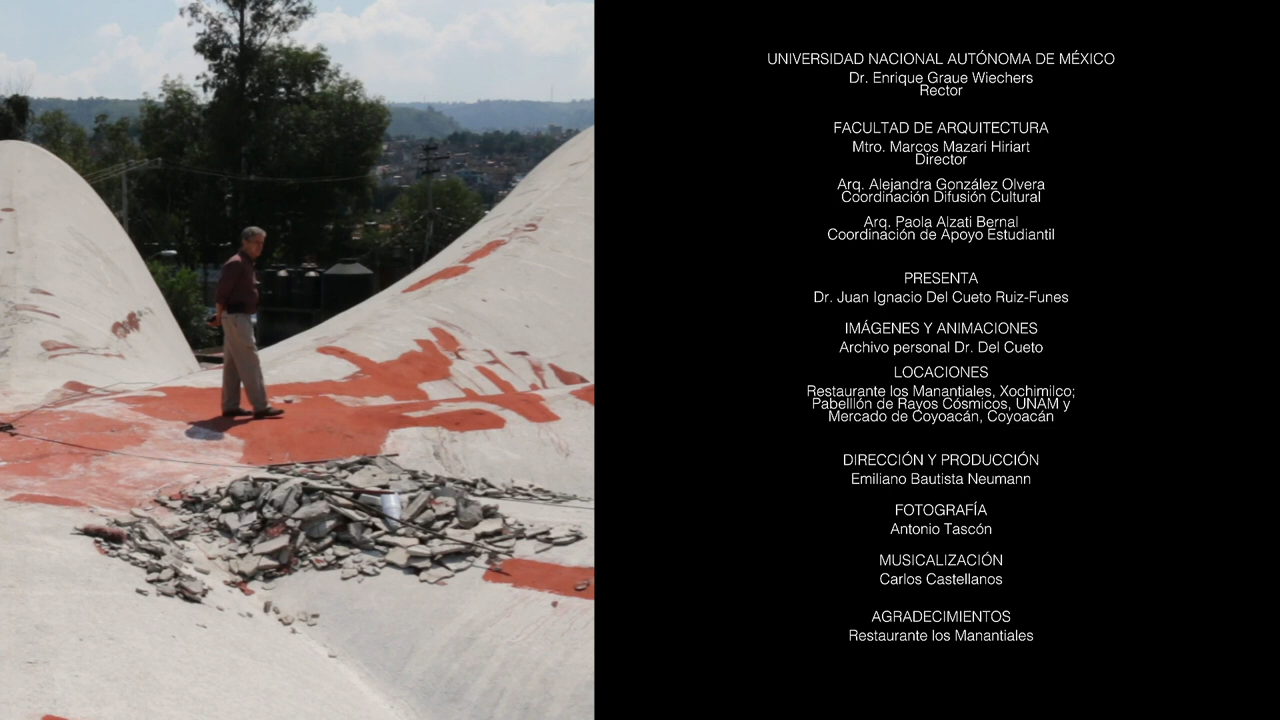 UNIVERSIDAD NACIONAL AUTÓNOMA DE MÉXICO
Dr. Enrique Graue Wiechers
Rector
FACULTAD DE ARQUITECTURA
Mtro. Marcos Mazari Hiriart
Director
Arq. Alejandra González Olvera
Coordinación Difusión Cultural
Arq. Paola Alzati Bernal
Coordinación de Apoyo Estudiantil
PRESENTA
Dr. Juan Ignacio Del Cueto Ruiz-Funes
IMÁGENES Y ANIMACIONES
Archivo personal Dr. Del Cueto
LOCACIONES
Restaurante los Manantiales, Xochimilco;
Pabelllón de Rayos Cósmicos, UNAM y
Mercado de Coyoacán, Coyoacán
DIRECCIÓN Y PRODUCCIÓN
Emiliano Bautista Neumann
FOTOGRAFÍA
Antonio Tascón
MUSICALIZACIÓN
Carlos Castellanos
AGRADECIMIENTOS
Restaurante los Manantiales